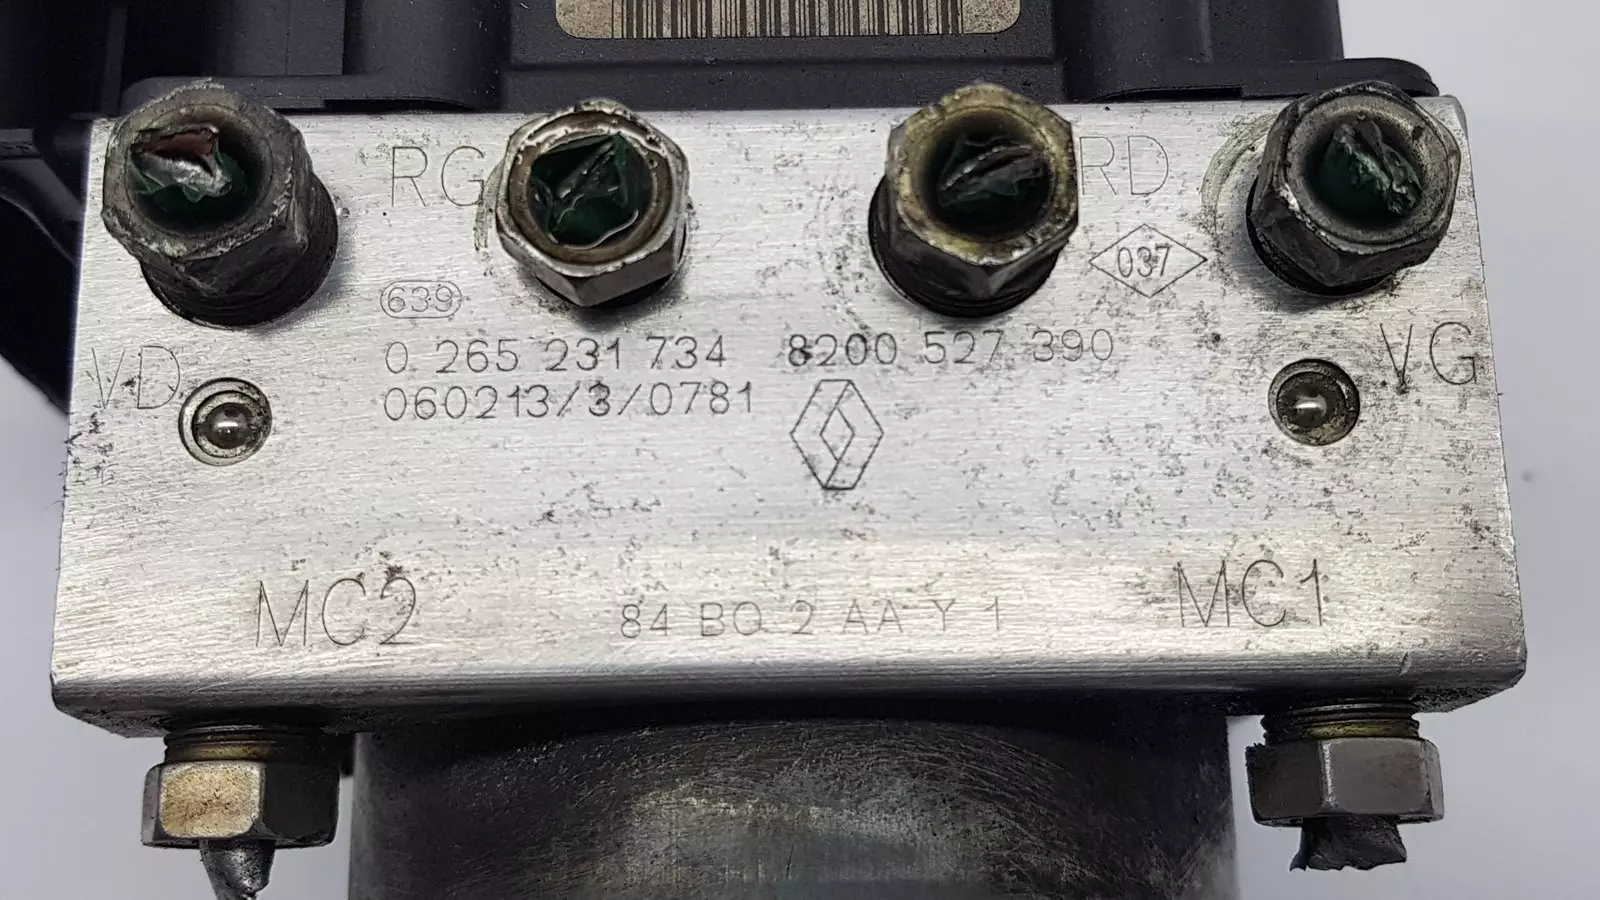 RG RD
037
639
VD 0 265 231 734 8200 527 390 VG
060213/3/0781
MC2 84 BO 2 AA Y 1 MC1